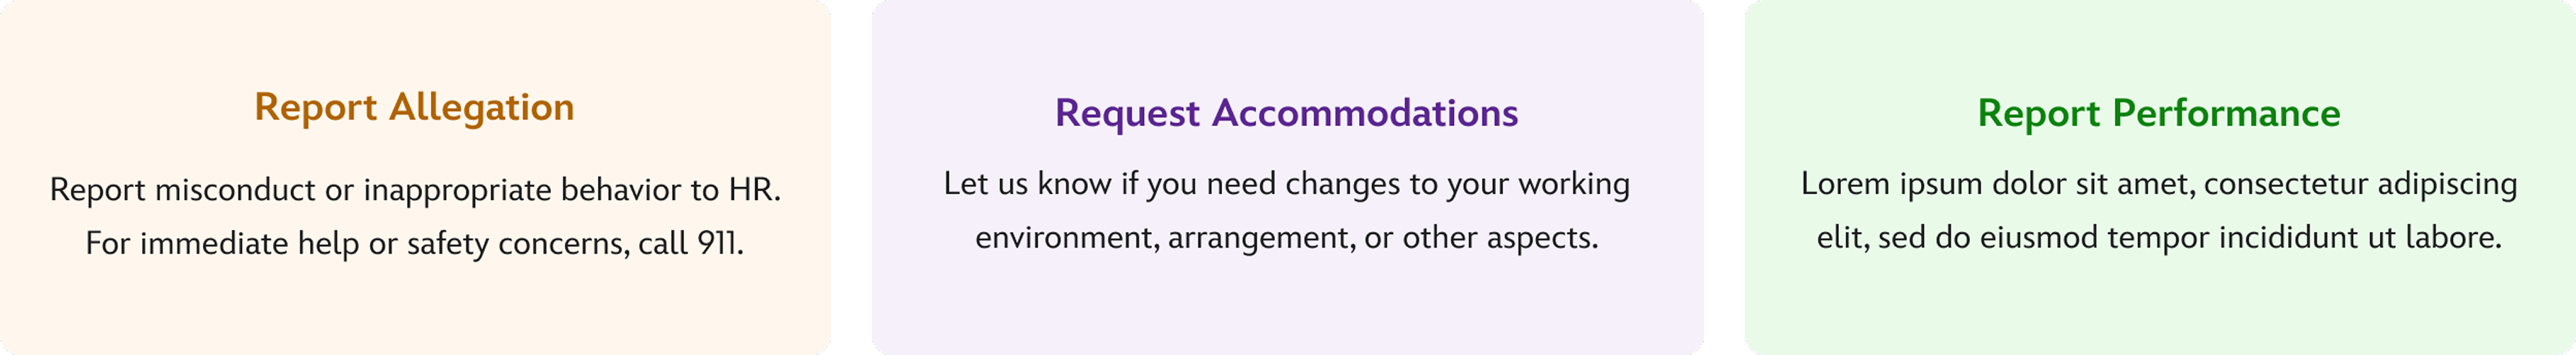 Report Allegation
Report misconduct or inappropriate behavior to HR.
For immediate help or safety concerns, call 911.
Request Accommodations
Let us know if you need changes to your working
environment, arrangement, or other aspects.
Report Performance
Lorem ipsum dolor sit amet, consectetur adipiscing
elit, sed do eiusmod tempor incididunt ut labore.